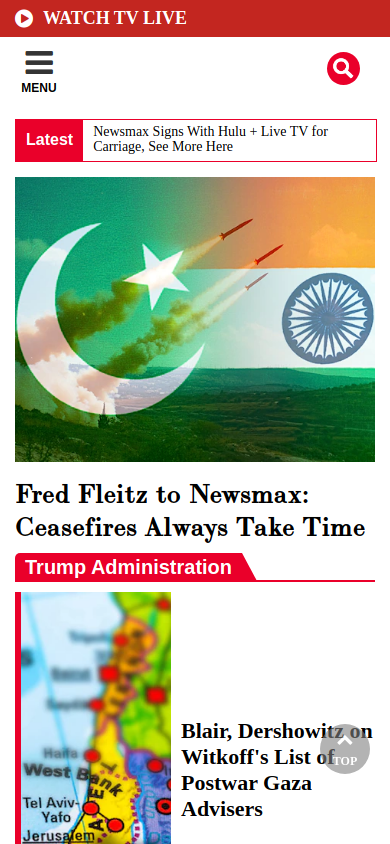 WATCH TV LIVE
MENU
Latest
Newsmax Signs With Hulu + Live TV for
Carriage, See More Here
Fred Fleitz to Newsmax:
Ceasefires Always Take Time
Trump Administration
Haifa
West Bank
Tel Aviv-
Yafo
Jerusalem
Blair, Dershowitz on
Witkoff's List of
Postwar Gaza
Advisers
TOP